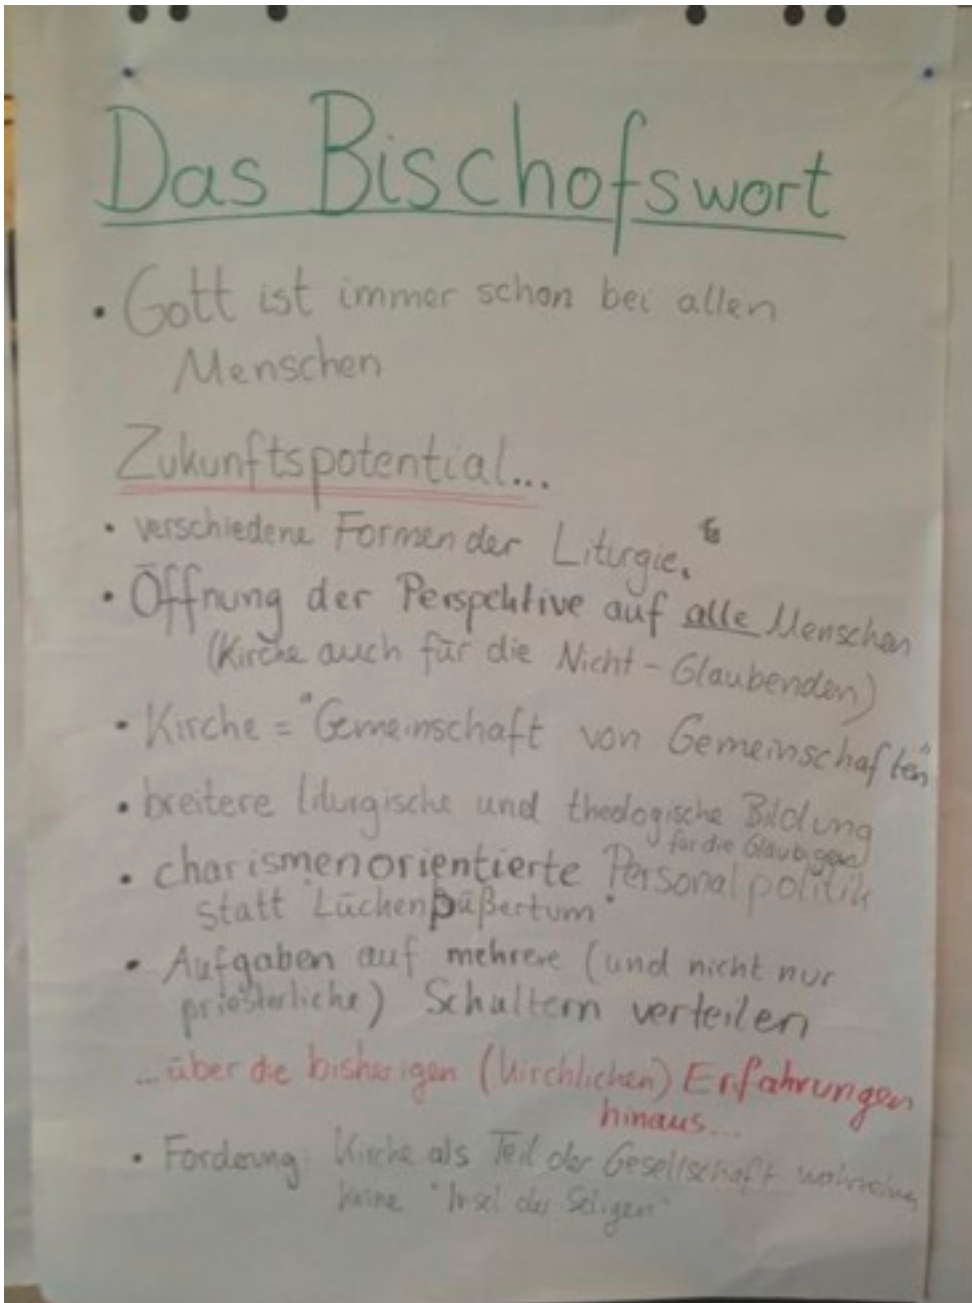 Das Bischofswort
• Gott ist immer schon bei allen
Menschen
Zukunftspotential...
• verschiedene Formen der Liturgie.
• Öffnung der Perspektive auf alle Menschen
(Kirche auch für die Nicht-Glaubenden)
• Kirche = "Gemeinschaft von Gemeinschaften"
• breitere liturgische und theologische Bildung
für die Gläubigen
• charismenorientierte Personalpolitik
statt "Lückenbüßertum"
• Aufgaben auf mehrere (und nicht nur
priesterliche) Schultern verteilen
...über die bisherigen (kirchlichen) Erfahrungen
hinaus...
• Forderung: Kirche als Teil der Gesellschaft
keine "Insel der Seligen"